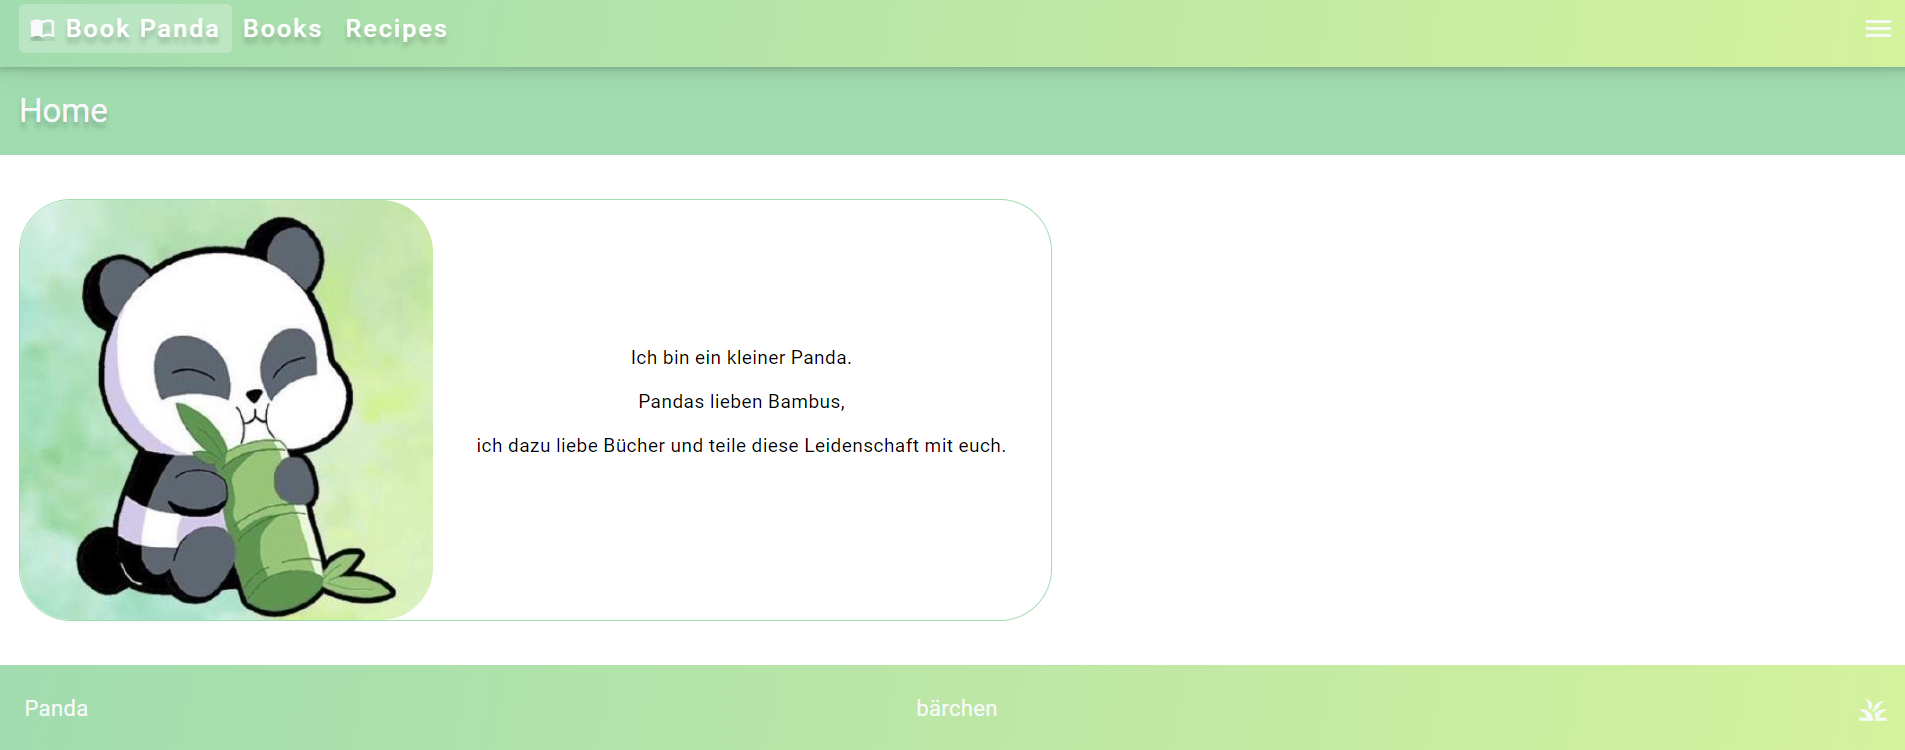 Book Panda Books Recipes
Home
Ich bin ein kleiner Panda.
Pandas lieben Bambus,
ich dazu liebe Bücher und teile diese Leidenschaft mit euch.
Panda bärchen